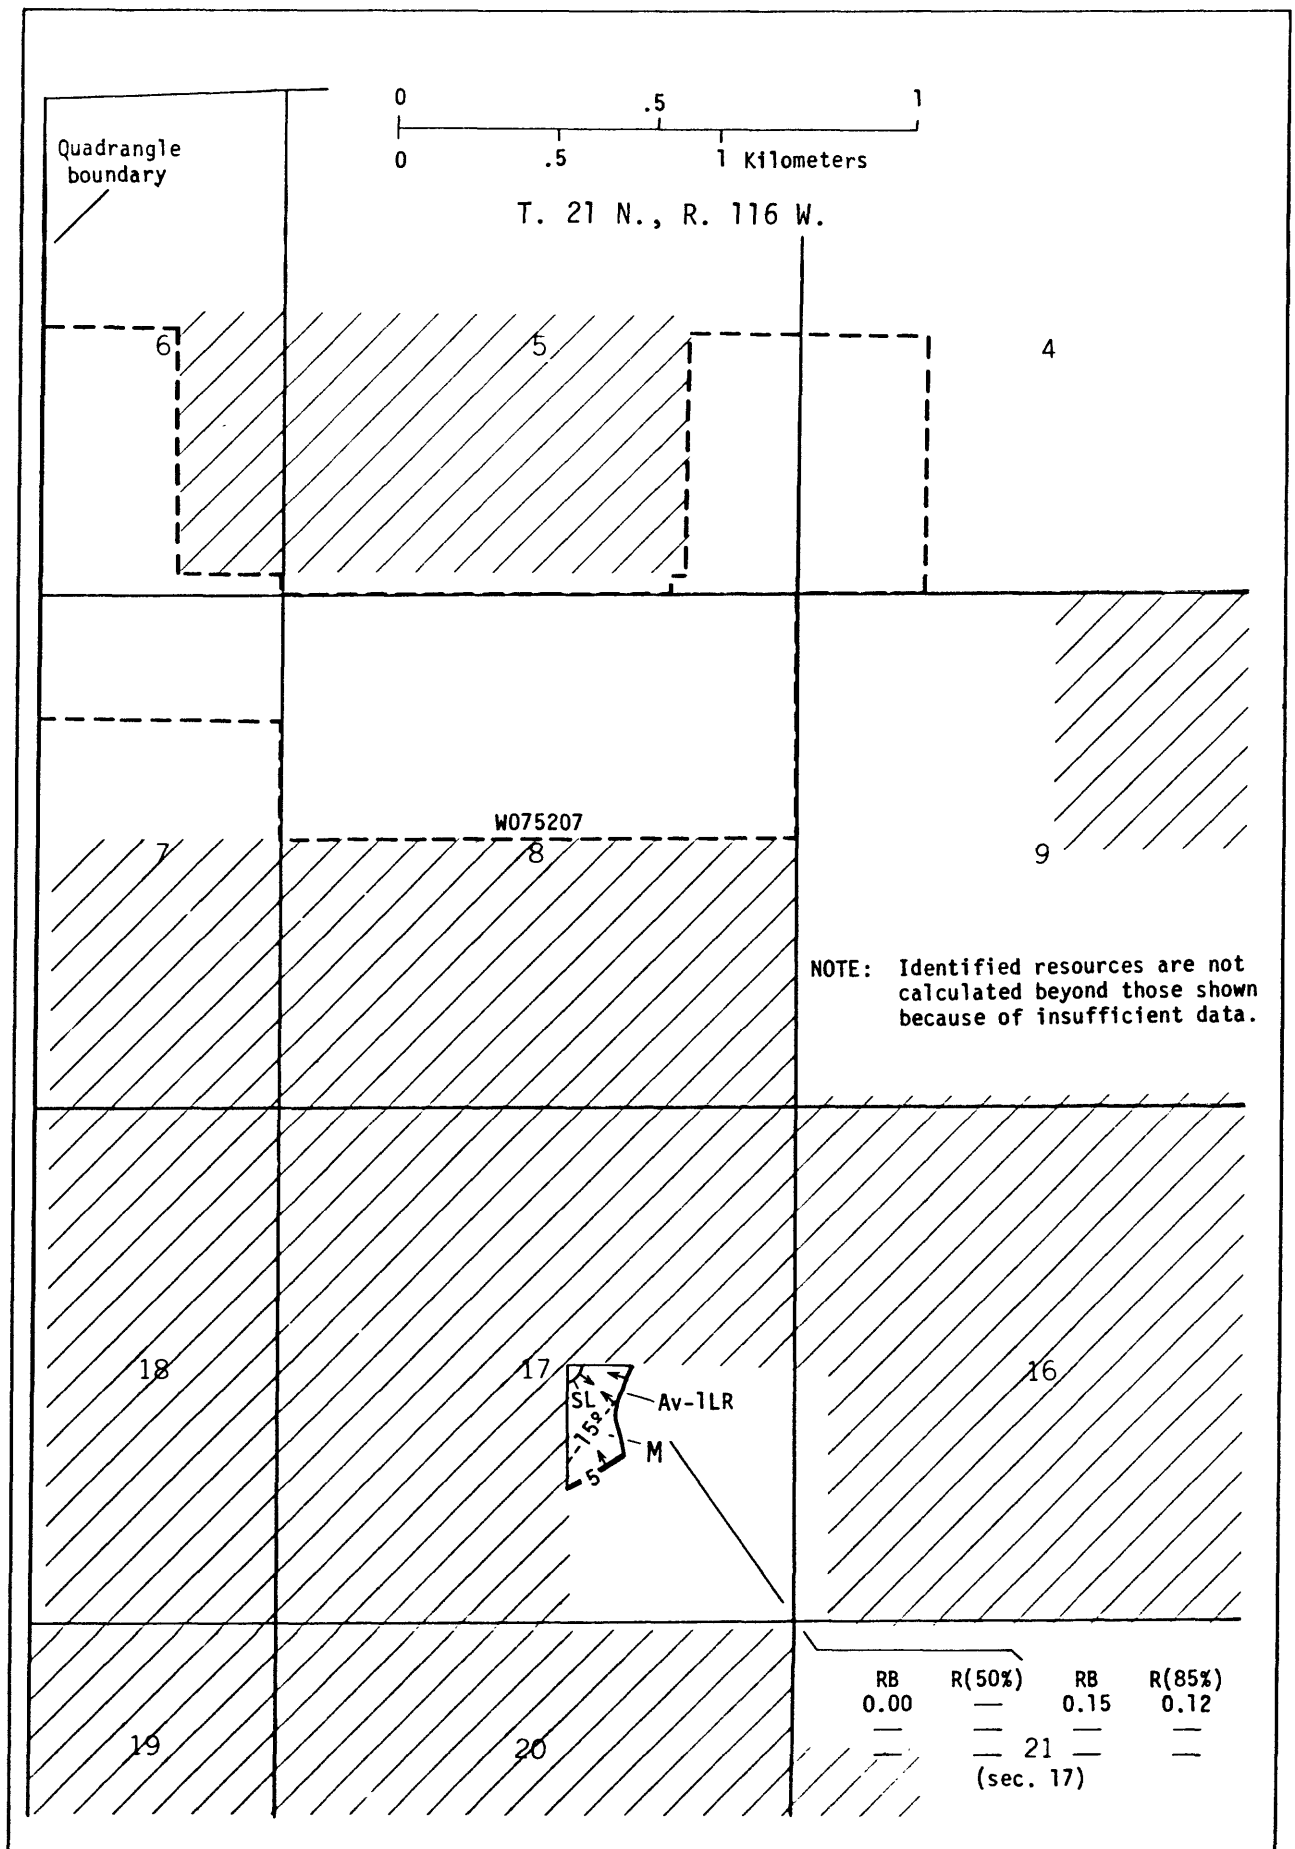 0 .5 1
0 .5 1 Kilometers
Quadrangle
boundary
T. 21 N., R. 116 W.
6 5 4
W075207
7 8 9
NOTE: Identified resources are not
calculated beyond those shown
because of insufficient data.
18 17 16
SL
Av-1LR
15º
M
5
RB R(50%) RB R(85%)
0.00 — 0.15 0.12
— — — —
— — 21 — —
(sec. 17)
19 20